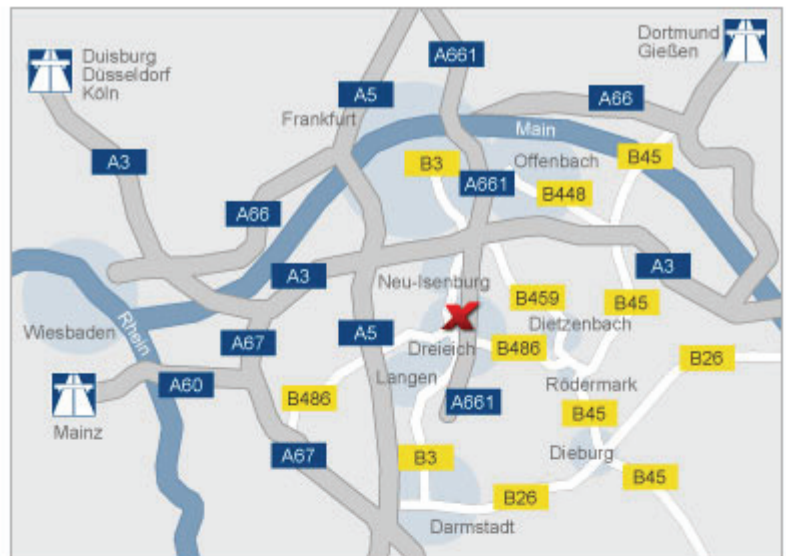 Duisburg
Düsseldorf
Köln
Dortmund
Gießen
A661
A5
A66
Frankfurt
Main
A3
B3
Offenbach
B45
A661
B448
A66
A3
A3
Neu-Isenburg
B459
B45
Wiesbaden
Rhein
A67
A5
Dietzenbach
Dreieich
B486
B26
Langen
A60
B486
Rödermark
A661
Mainz
B45
A67
B3
Dieburg
B45
B26
Darmstadt